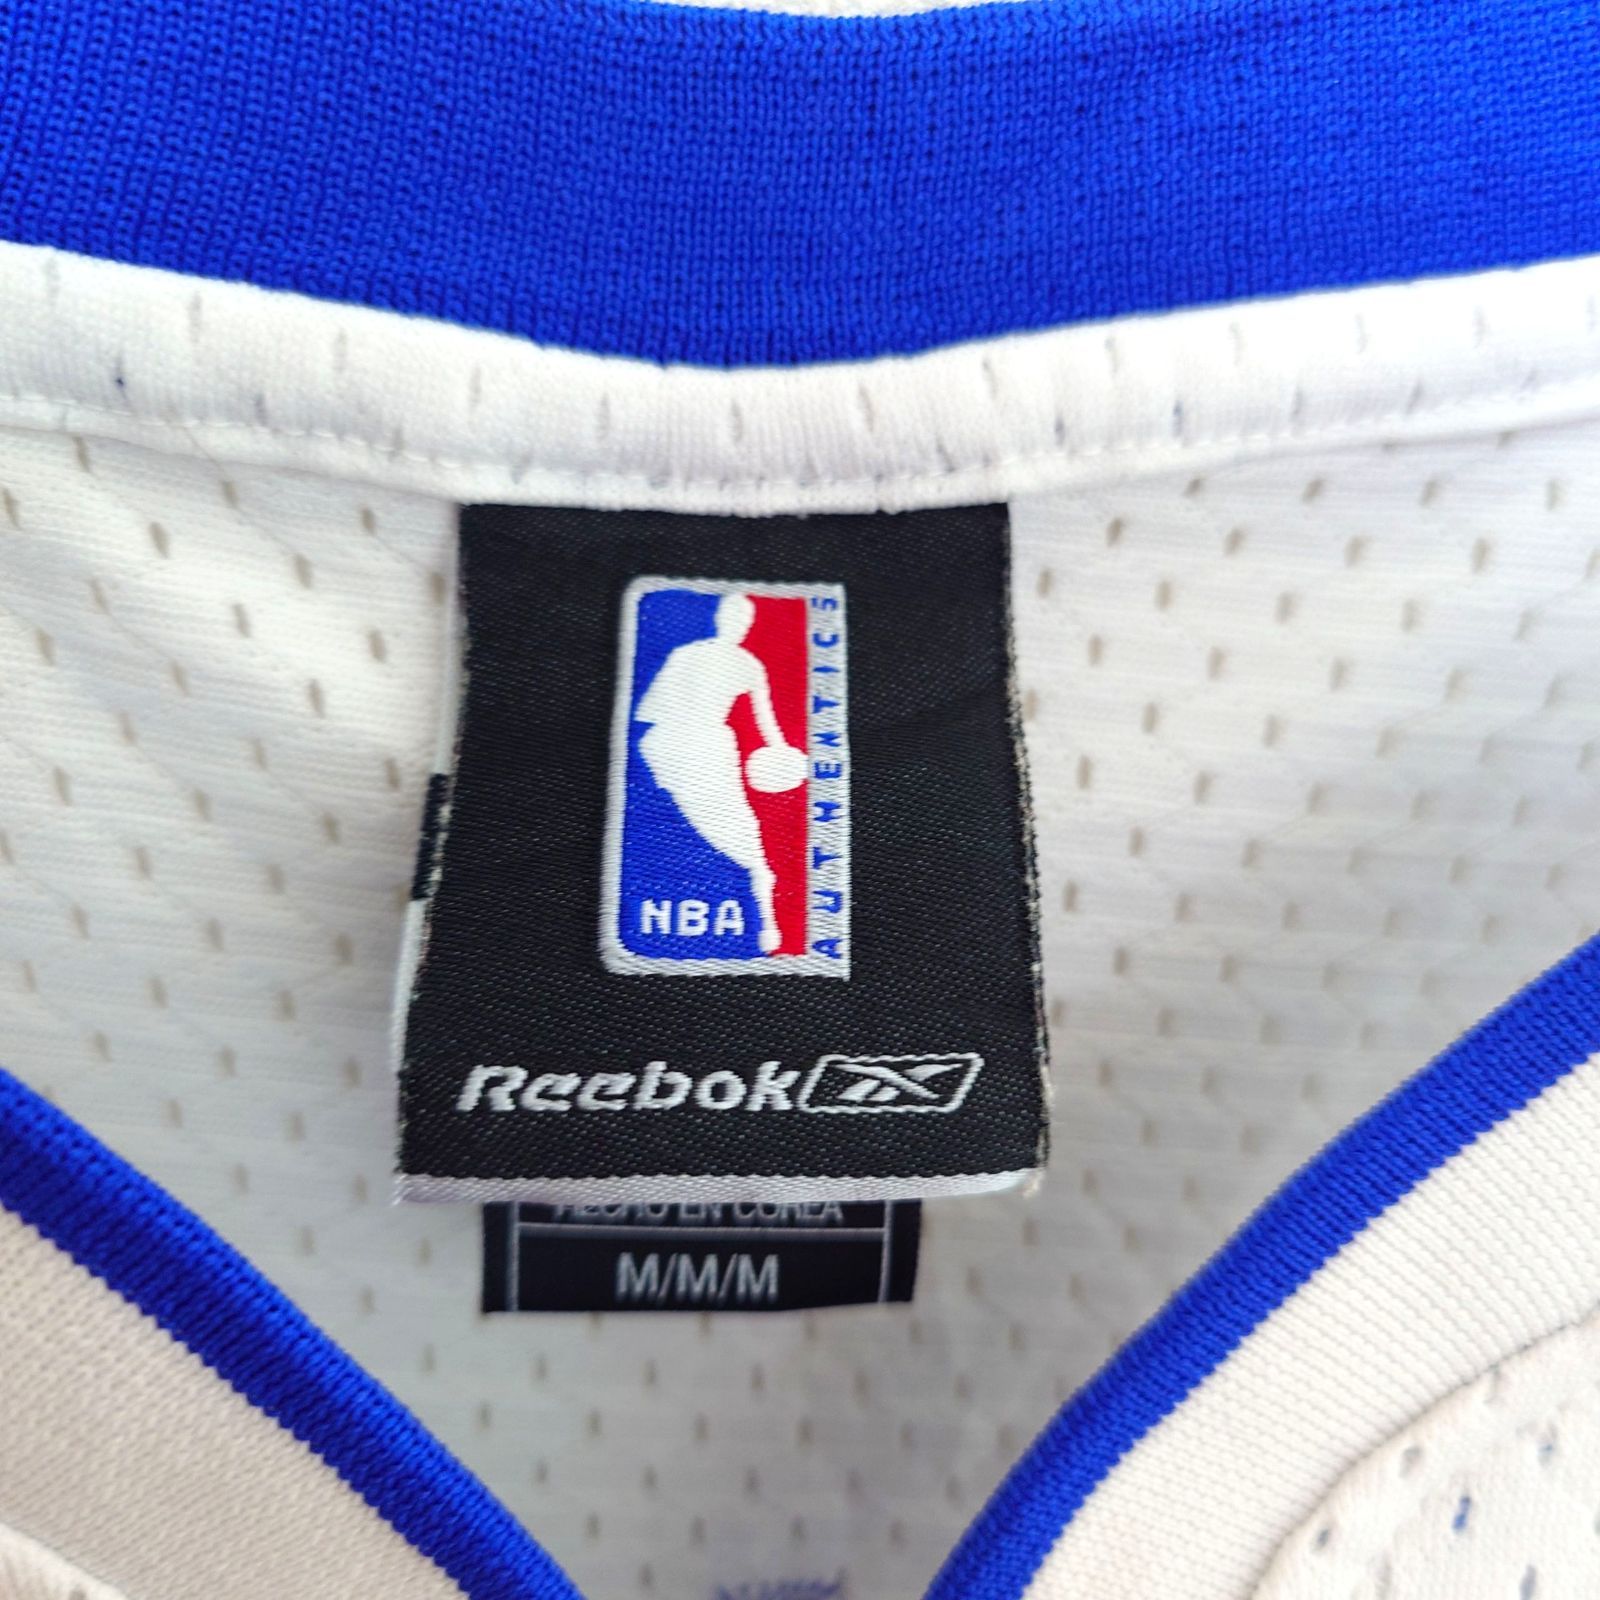 NBA
AUTHENTICS
Reebok
HECHO EN COREA
M/M/M